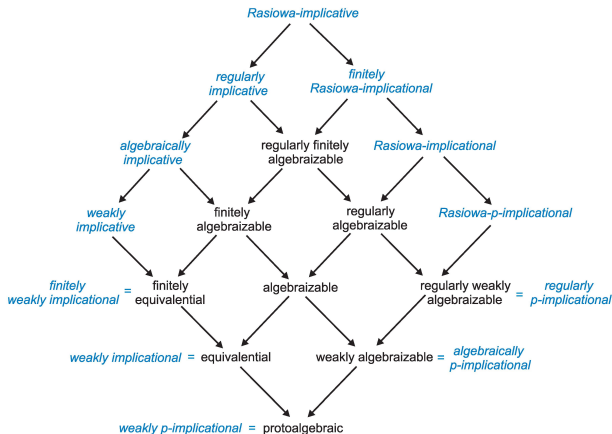 Rasiowa-implicative
regularly
implicative
finitely
Rasiowa-implicational
algebraically
implicative
regularly finitely
algebraizable
Rasiowa-implicational
weakly
implicative
finitely
algebraizable
regularly
algebraizable
Rasiowa-p-implicational
finitely
weakly implicational
=
finitely
equivalential
algebraizable
regularly weakly
algebraizable
=
regularly
p-implicational
weakly implicational = equivalential
weakly algebraizable =
algebraically
p-implicational
weakly p-implicational = protoalgebraic